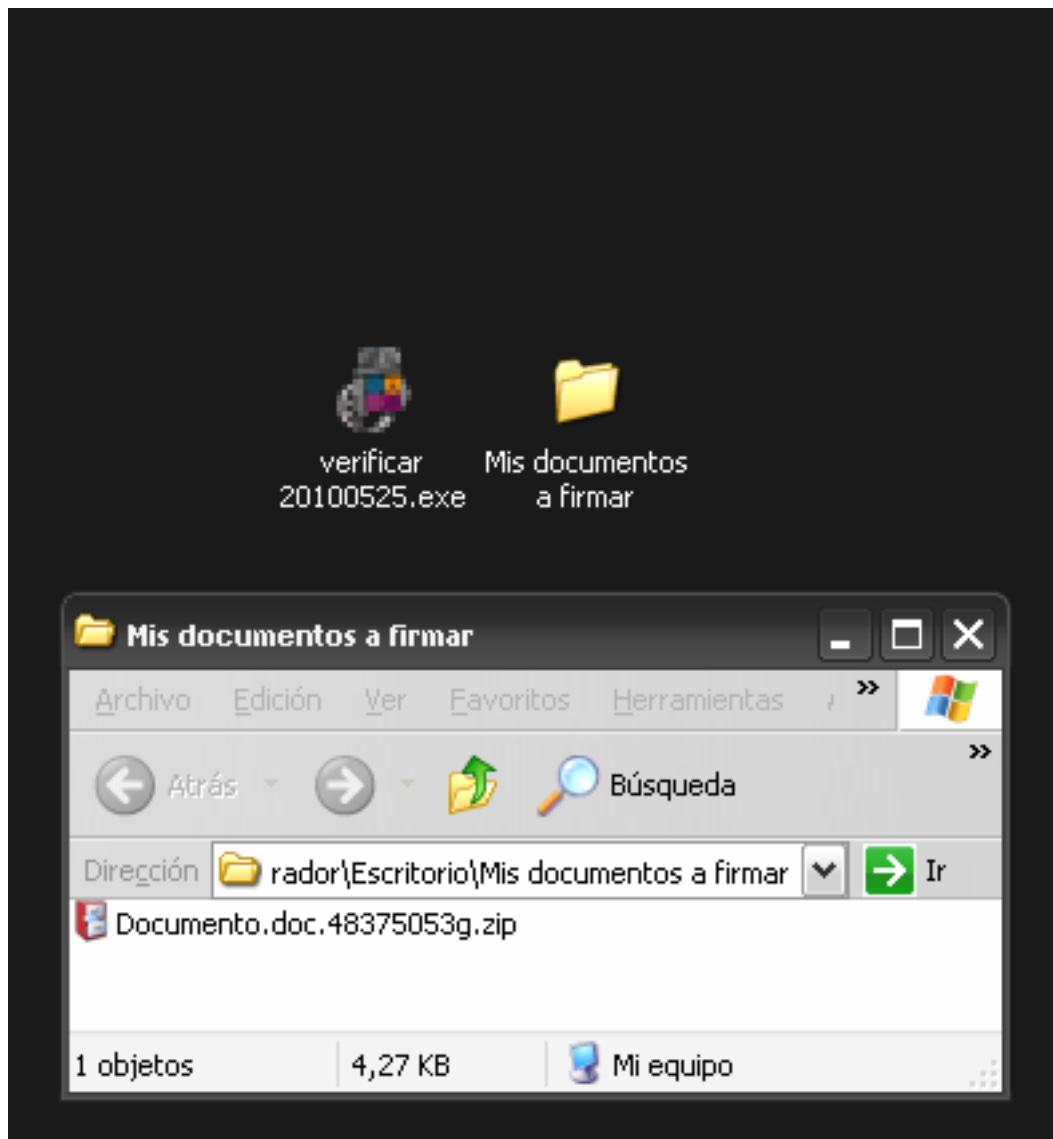 verificar
20100525.exe
Mis documentos
a firmar
Mis documentos a firmar
Archivo Edición Ver Favoritos Herramientas »
Atrás Búsqueda »
Dirección rador\Escritorio\Mis documentos a firmar Ir
Documento.doc.48375053g.zip
1 objetos 4,27 KB Mi equipo